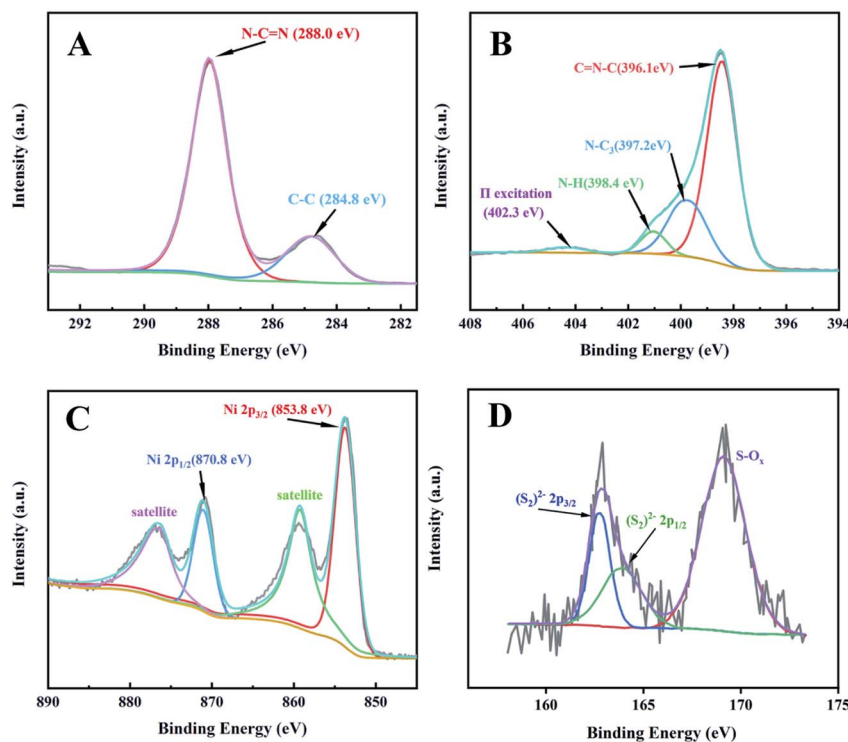 A
N-C=N (288.0 eV)
C-C (284.8 eV)
Intensity (a.u.)
292 290 288 286 284 282
Binding Energy (eV)
B
C=N-C(396.1eV)
N-C₃(397.2eV)
N-H(398.4 eV)
Π excitation
(402.3 eV)
Intensity (a.u.)
408 406 404 402 400 398 396 394
Binding Energy (eV)
C
Ni 2p₃/₂ (853.8 eV)
Ni 2p₁/₂(870.8 eV)
satellite
satellite
Intensity (a.u.)
890 880 870 860 850
Binding Energy (eV)
D
S-Oₓ
(S₂)²⁻ 2p₃/₂
(S₂)²⁻ 2p₁/₂
Intensity (a.u.)
160 165 170 175
Binding Energy (eV)